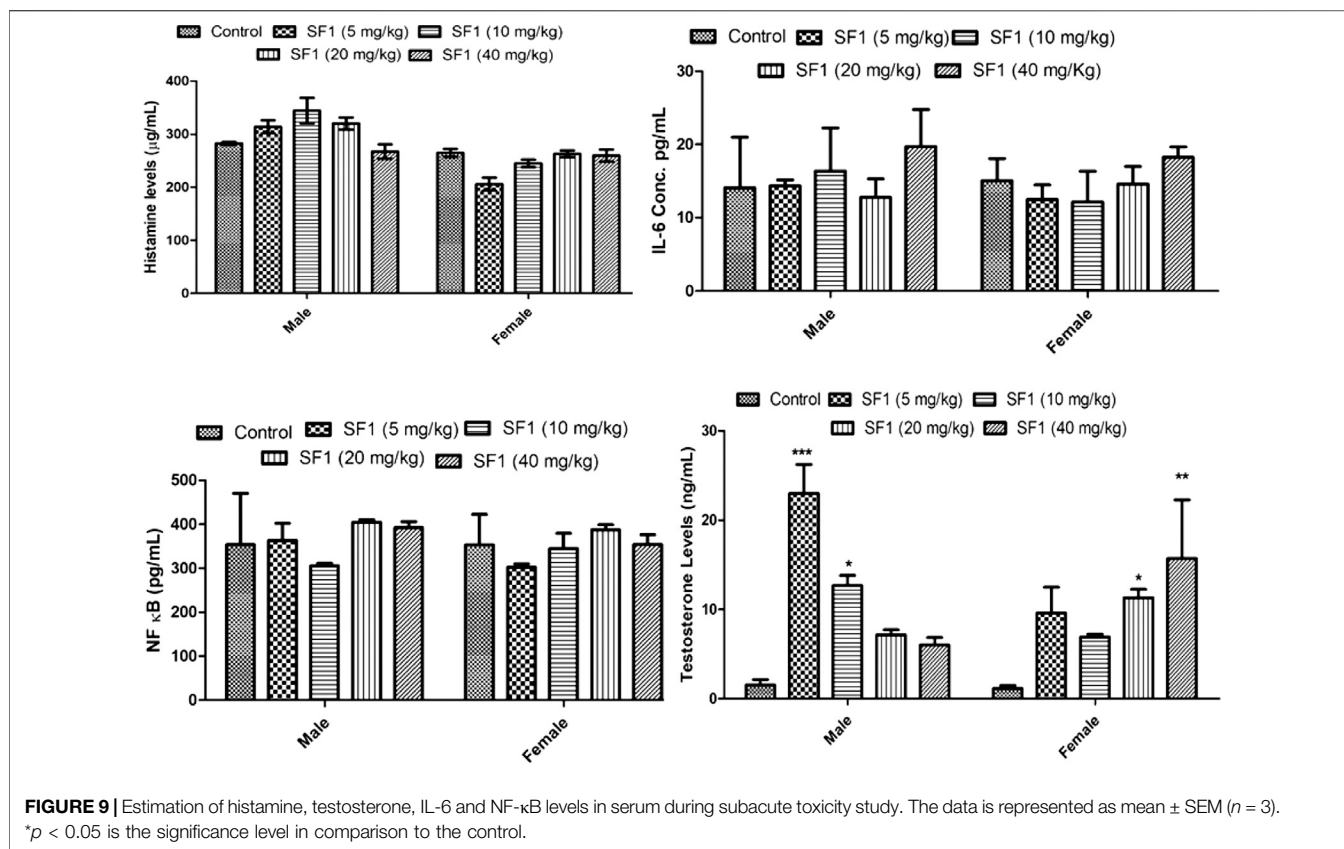 Control SF1 (5 mg/kg) SF1 (10 mg/kg)
SF1 (20 mg/kg) SF1 (40 mg/kg)
Histamine levels (µg/mL)
400
300
200
100
0
Male
Female
Control SF1 (5 mg/kg) SF1 (10 mg/kg)
SF1 (20 mg/kg) SF1 (40 mg/Kg)
IL-6 Conc. pg/mL
30
20
10
0
Male
Female
Control SF1 (5 mg/kg) SF1 (10 mg/kg)
SF1 (20 mg/kg) SF1 (40 mg/kg)
NF κB (pg/mL)
500
400
300
200
100
0
Male
Female
Control SF1 (5 mg/kg) SF1 (10 mg/kg)
SF1 (20 mg/kg) SF1 (40 mg/kg)
Testosterone Levels (ng/mL)
30
20
10
0
***
*
*
**
Male
Female
FIGURE 9 | Estimation of histamine, testosterone, IL-6 and NF-κB levels in serum during subacute toxicity study. The data is represented as mean ± SEM (n = 3).
*p < 0.05 is the significance level in comparison to the control.